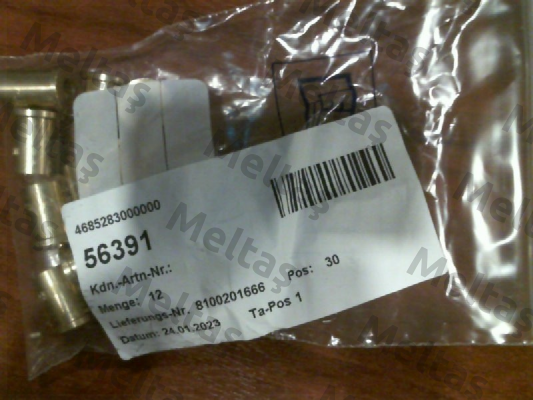 4685283000000
56391
Kdn.-Artn-Nr.:
Menge: 12 Pos: 30
Lieferungs-Nr. 8100201666 Ta-Pos 1
Datum: 24.01.2023
Meltaş